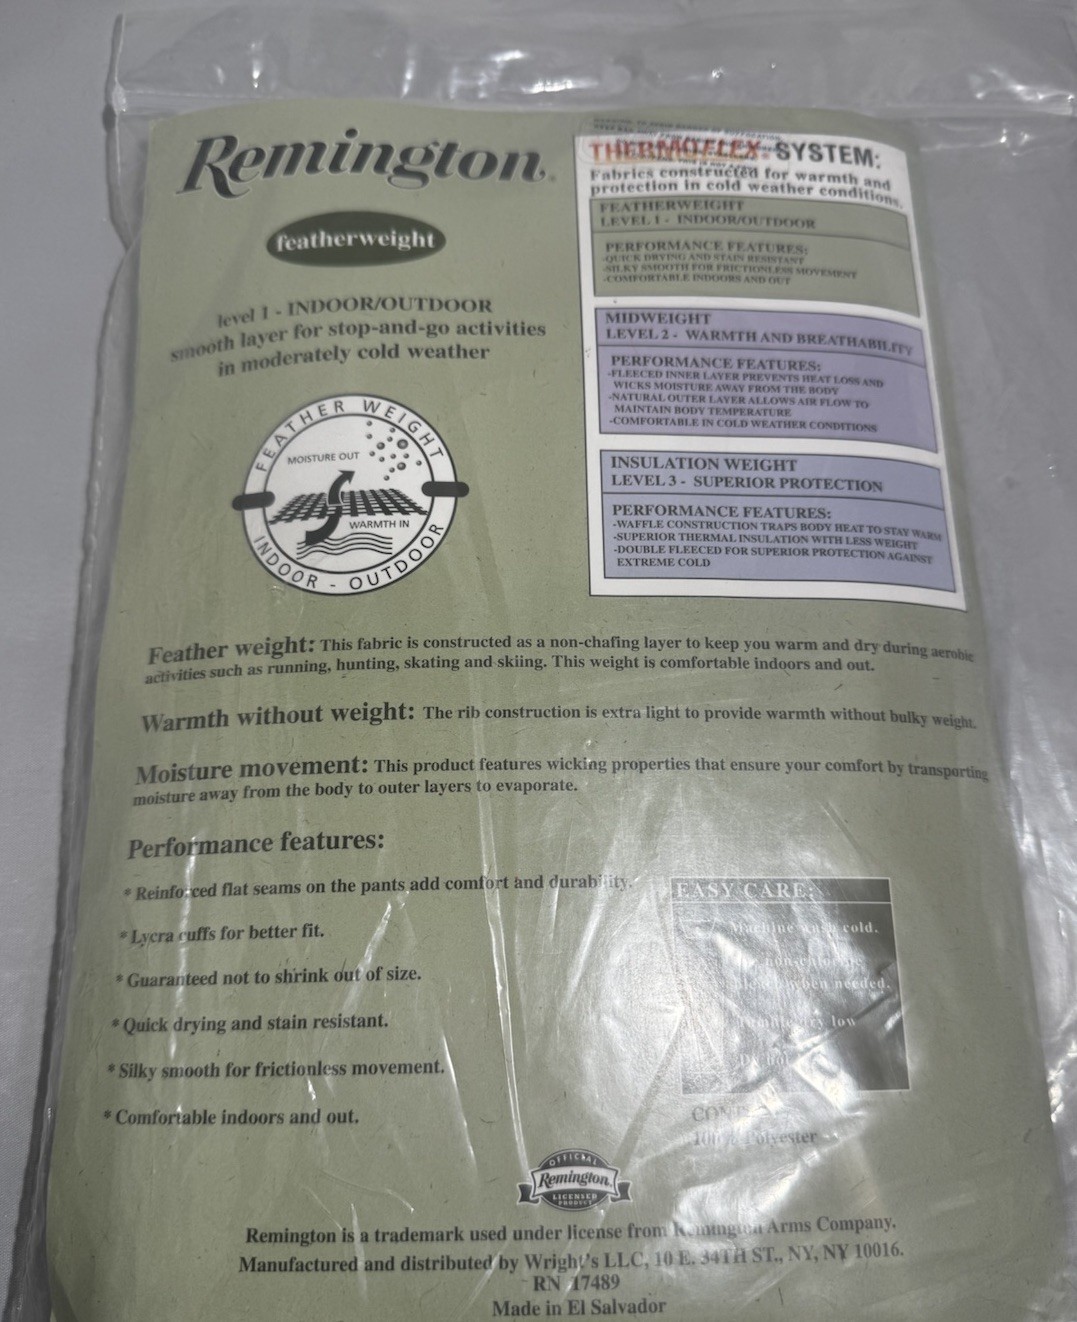 Remington®
featherweight
level 1 - INDOOR/OUTDOOR
smooth layer for stop-and-go activities
in moderately cold weather
FEATHER WEIGHT
MOISTURE OUT
WARMTH IN
INDOOR - OUTDOOR
THERMOFLEX SYSTEM:
Fabrics constructed for warmth and
protection in cold weather conditions.
FEATHERWEIGHT
LEVEL 1 - INDOOR/OUTDOOR
PERFORMANCE FEATURES:
-QUICK DRYING AND STAIN RESISTANT
-SILKY SMOOTH FOR FRICTIONLESS MOVEMENT
-COMFORTABLE INDOORS AND OUT
MIDWEIGHT
LEVEL 2 - WARMTH AND BREATHABILITY
PERFORMANCE FEATURES:
-FLEECED INNER LAYER PREVENTS HEAT LOSS AND
WICKS MOISTURE AWAY FROM THE BODY
-NATURAL OUTER LAYER ALLOWS AIR FLOW TO
MAINTAIN BODY TEMPERATURE
-COMFORTABLE IN COLD WEATHER CONDITIONS
INSULATION WEIGHT
LEVEL 3 - SUPERIOR PROTECTION
PERFORMANCE FEATURES:
-WAFFLE CONSTRUCTION TRAPS BODY HEAT TO STAY WARM
-SUPERIOR THERMAL INSULATION WITH LESS WEIGHT
-DOUBLE FLEECED FOR SUPERIOR PROTECTION AGAINST
EXTREME COLD
Feather weight: This fabric is constructed as a non-chafing layer to keep you warm and dry during aerobic
activities such as running, hunting, skating and skiing. This weight is comfortable indoors and out.
Warmth without weight: The rib construction is extra light to provide warmth without bulky weight.
Moisture movement: This product features wicking properties that ensure your comfort by transporting
moisture away from the body to outer layers to evaporate.
Performance features:
* Reinforced flat seams on the pants add comfort and durability.
* Lycra cuffs for better fit.
* Guaranteed not to shrink out of size.
* Quick drying and stain resistant.
* Silky smooth for frictionless movement.
* Comfortable indoors and out.
EASY CARE:
Machine wash cold.
when needed.
Tumble dry low
100% Polyester
OFFICIAL
Remington
LICENSED
PRODUCT
Remington is a trademark used under license from Remington Arms Company.
Manufactured and distributed by Wright's LLC, 10 E. 34TH ST., NY, NY 10016.
RN 17489
Made in El Salvador